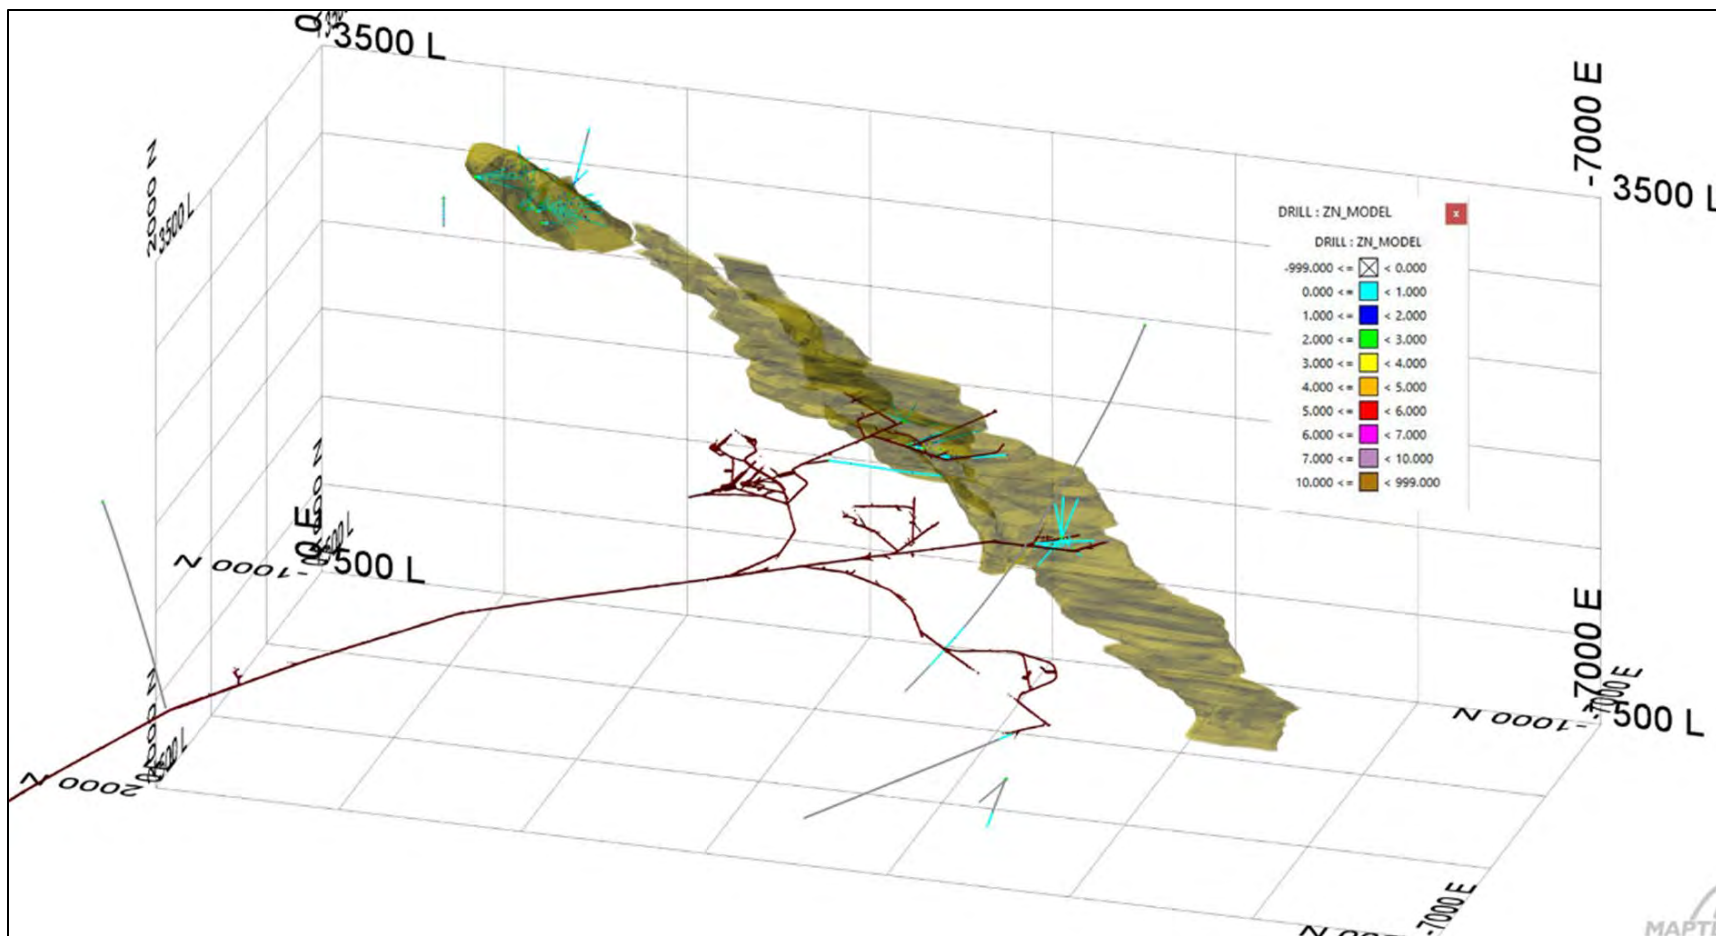 3500 L
-7000 E
3500 L
2000 N
3500 L
DRILL : ZN_MODEL
x
DRILL : ZN_MODEL
-999.000 <= < 0.000
0.000 <= < 1.000
1.000 <= < 2.000
2.000 <= < 3.000
3.000 <= < 4.000
4.000 <= < 5.000
5.000 <= < 6.000
6.000 <= < 7.000
7.000 <= < 10.000
10.000 <= < 999.000
0 E
500 L
-1000 N
-7000 E
-7000 E
500 L
-1000 N
2000 N
-7000 E